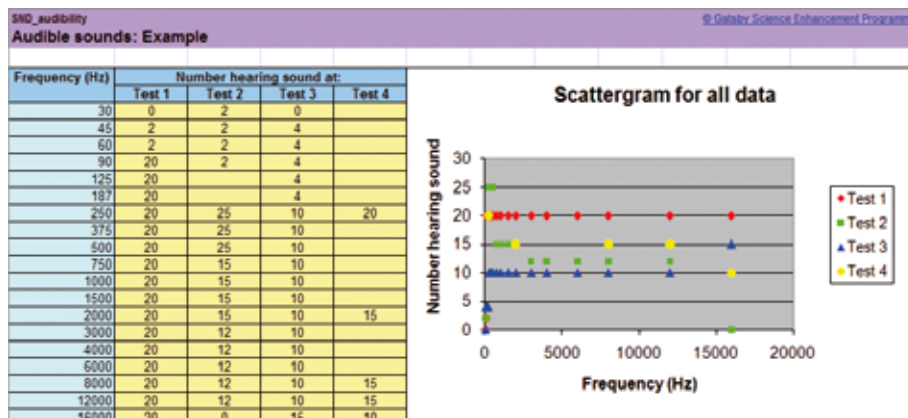 SND_audibility © Gatsby Science Enhancement Programm
Audible sounds: Example
Frequency (Hz) Number hearing sound at:
Test 1 Test 2 Test 3 Test 4
30 0 2 0
45 2 2 4
60 2 2 4
90 20 2 4
125 20 4
187 20 4
250 20 25 10 20
375 20 25 10
500 20 25 10
750 20 15 10
1000 20 15 10
1500 20 15 10
2000 20 15 10 15
3000 20 12 10
4000 20 12 10
6000 20 12 10
8000 20 12 10 15
12000 20 12 10 15
16000 20 0 15 10
Scattergram for all data
Number hearing sound
30
25
20
15
10
5
0
0 5000 10000 15000 20000
Frequency (Hz)
Test 1
Test 2
Test 3
Test 4